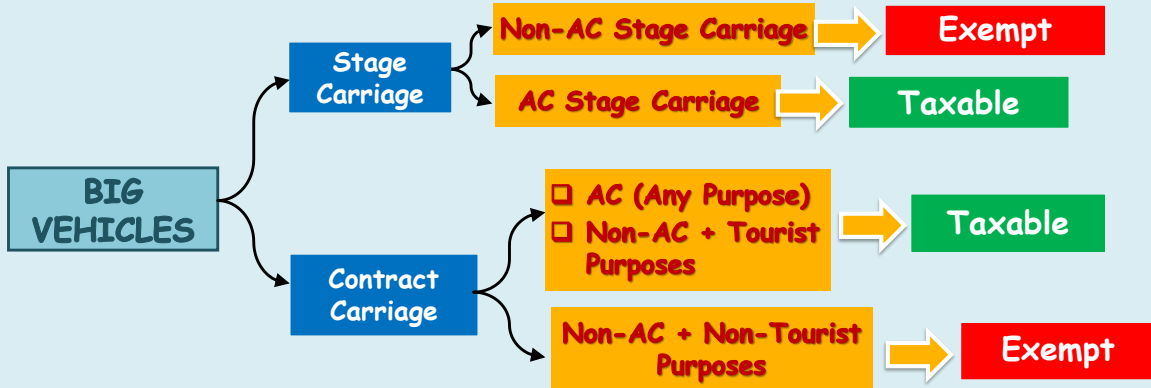 BIG
VEHICLES
Stage
Carriage
Non-AC Stage Carriage
Exempt
AC Stage Carriage
Taxable
Contract
Carriage
❑ AC (Any Purpose)
❑ Non-AC + Tourist
Purposes
Taxable
Non-AC + Non-Tourist
Purposes
Exempt